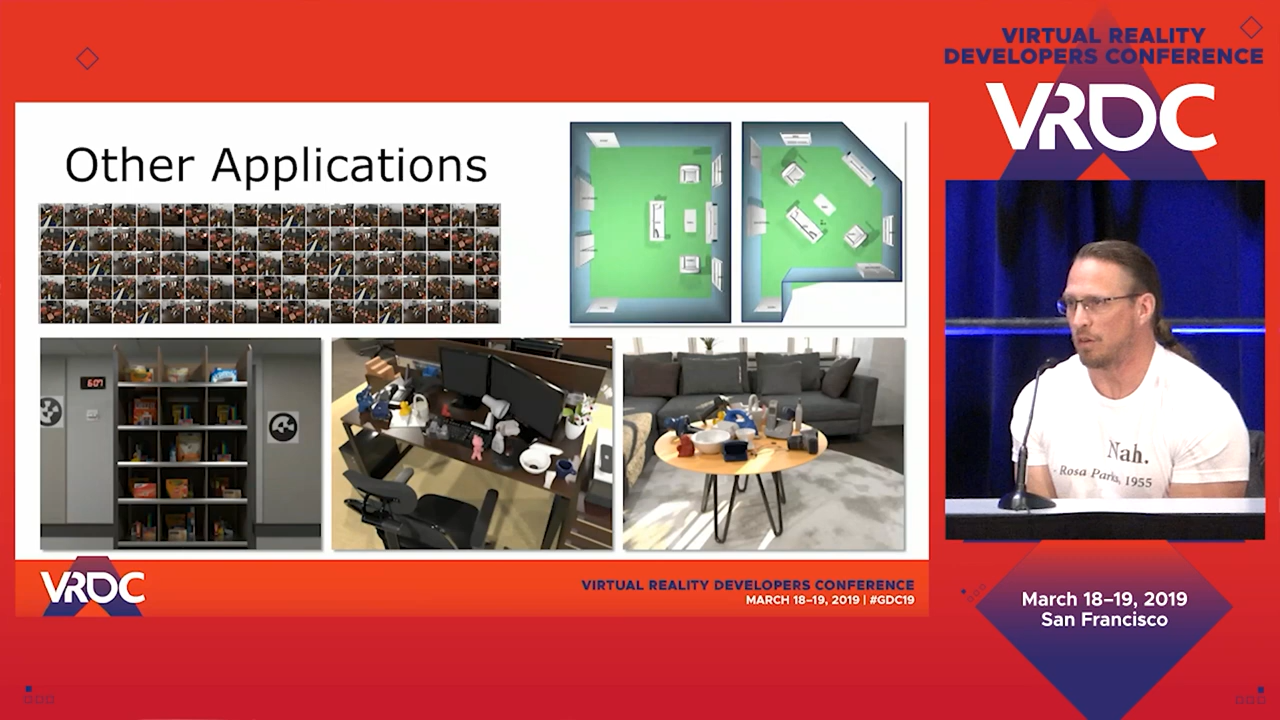 VIRTUAL REALITY
DEVELOPERS CONFERENCE
VRDC
Other Applications
6:07
Nah.
- Rosa Parks, 1955
VRDC
VIRTUAL REALITY DEVELOPERS CONFERENCE
MARCH 18–19, 2019 | #GDC19
March 18–19, 2019
San Francisco